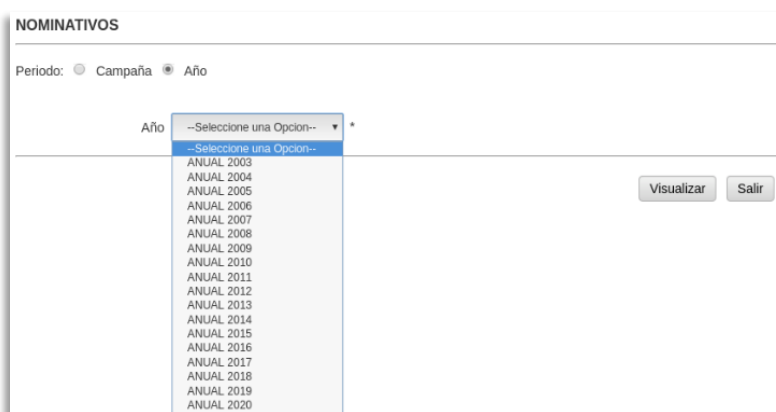 NOMINATIVOS
Periodo: Campaña Año
Año --Seleccione una Opcion-- *
--Seleccione una Opcion--
ANUAL 2003
ANUAL 2004
Visualizar Salir
ANUAL 2005
ANUAL 2006
ANUAL 2007
ANUAL 2008
ANUAL 2009
ANUAL 2010
ANUAL 2011
ANUAL 2012
ANUAL 2013
ANUAL 2014
ANUAL 2015
ANUAL 2016
ANUAL 2017
ANUAL 2018
ANUAL 2019
ANUAL 2020